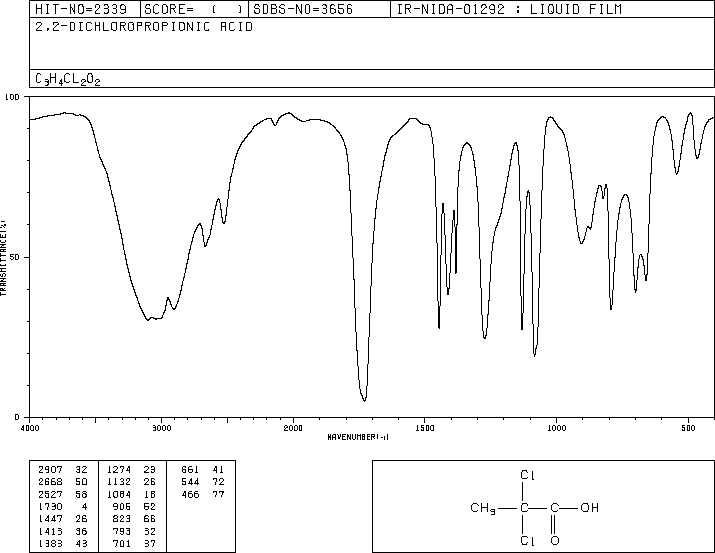 HIT-NO=2339 SCORE= ( ) SDBS-NO=3656 IR-NIDA-01292 : LIQUID FILM
2,2-DICHLOROPROPIONIC ACID
C3H4CL2O2
100
50
0
TRANSMITTANCE(%)
4000 3000 2000 1500 1000 500
WAVENUMBER(-1)
2907 32 1274 23 661 41
2668 50 1132 26 544 72
2527 58 1084 18 466 77
1730 4 906 52
1447 26 823 66
1413 36 793 32
1383 43 701 37
Cl
CH3 C C OH
Cl O